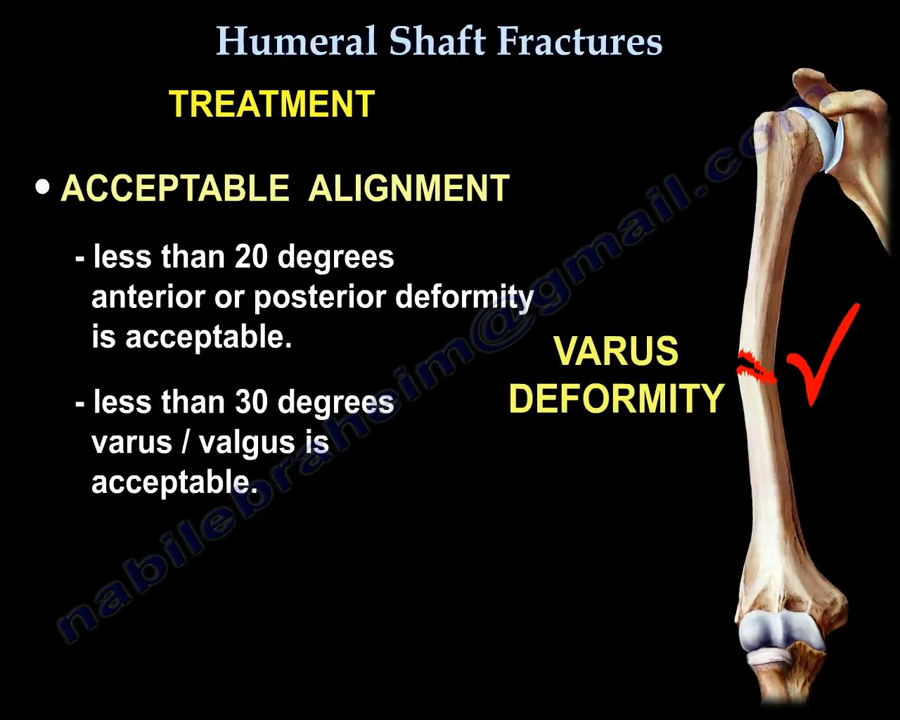 Humeral Shaft Fractures
TREATMENT
• ACCEPTABLE ALIGNMENT
- less than 20 degrees
anterior or posterior deformity
is acceptable.
- less than 30 degrees
varus / valgus is
acceptable.
VARUS
DEFORMITY
nabilebraheim@gmail.com